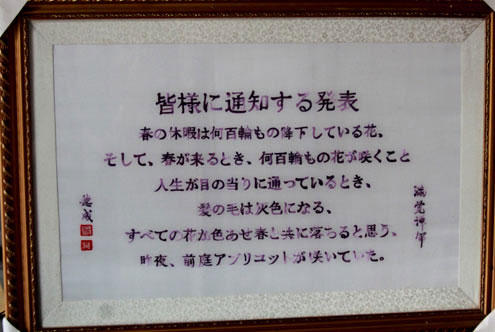 皆様に通知する発表
春の休暇は何百輪もの降下している花、
そして、春が来るとき、何百輪もの花が咲くこと
人生が目の当りに通っているとき、
髪の毛は灰色になる、
すべての花が色あせ春と共に落ちると思う、
昨夜、前庭アプリコットが咲いていた。
満覚禅師